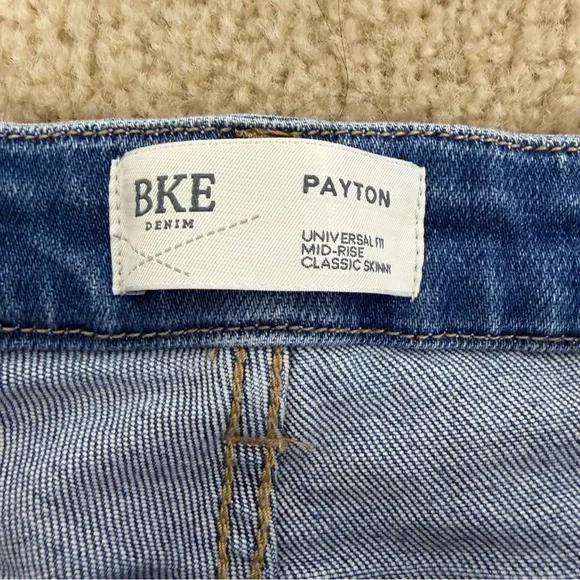 BKE
DENIM
PAYTON
UNIVERSAL FIT
MID-RISE
CLASSIC SKINNY